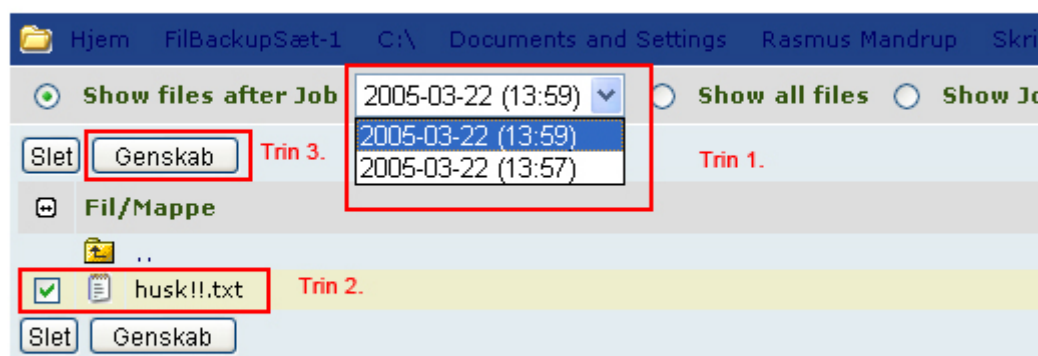 Hjem FilBackupSæt-1 C:\ Documents and Settings Rasmus Mandrup Skri
Show files after Job 2005-03-22 (13:59) Show all files Show Jo
2005-03-22 (13:59)
2005-03-22 (13:57)
Slet Genskab Trin 3. Trin 1.
Fil/Mappe
..
husk!!.txt Trin 2.
Slet Genskab